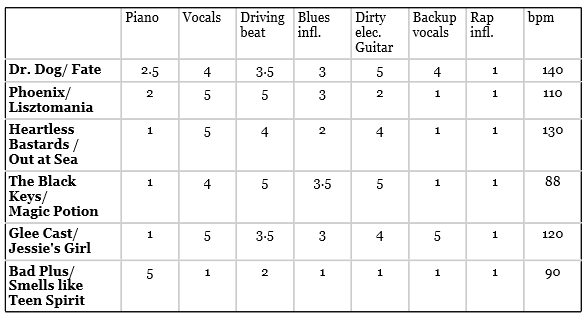 Piano Vocals Driving beat Blues infl. Dirty elec. Guitar Backup vocals Rap infl. bpm
Dr. Dog/ Fate 2.5 4 3.5 3 5 4 1 140
Phoenix/ Lisztomania 2 5 5 3 2 1 1 110
Heartless Bastards / Out at Sea 1 5 4 2 4 1 1 130
The Black Keys/ Magic Potion 1 4 5 3.5 5 1 1 88
Glee Cast/ Jessie's Girl 1 5 3.5 3 4 5 1 120
Bad Plus/ Smells like Teen Spirit 5 1 2 1 1 1 1 90